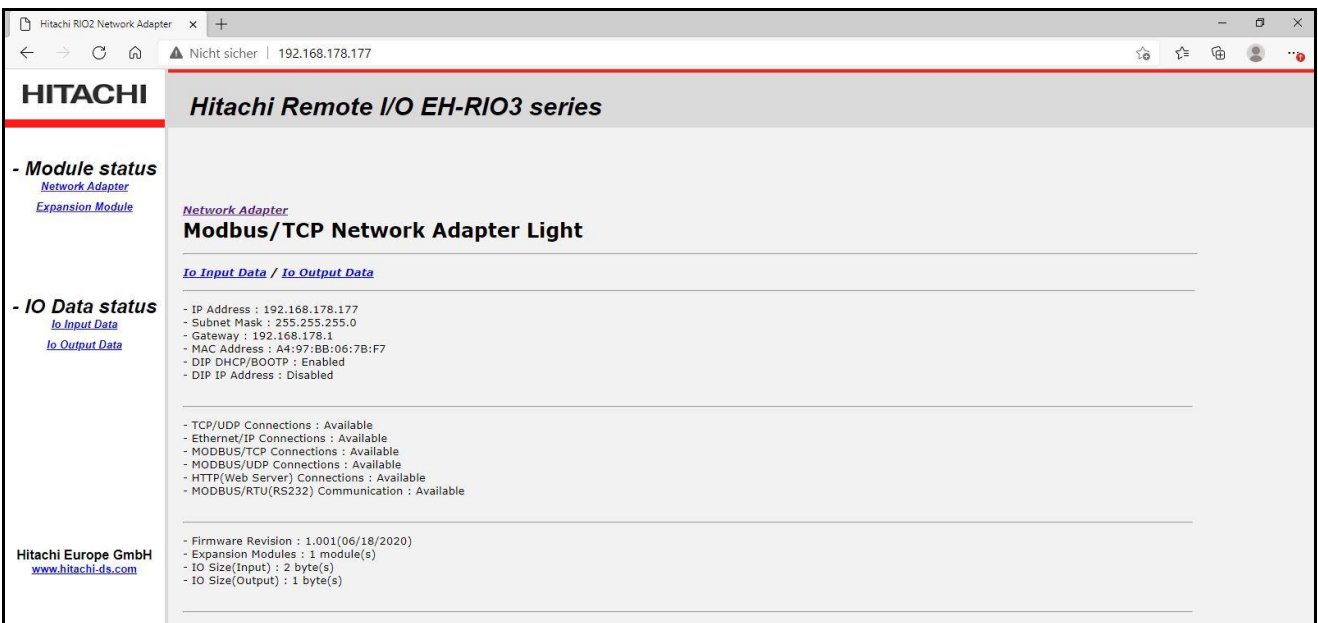 Hitachi RIO2 Network Adapter
Nicht sicher | 192.168.178.177
HITACHI
Hitachi Remote I/O EH-RIO3 series
- Module status
Network Adapter
Expansion Module
- IO Data status
Io Input Data
Io Output Data
Hitachi Europe GmbH
www.hitachi-ds.com
Network Adapter
Modbus/TCP Network Adapter Light
Io Input Data / Io Output Data
- IP Address : 192.168.178.177
- Subnet Mask : 255.255.255.0
- Gateway : 192.168.178.1
- MAC Address : A4:97:BB:06:7B:F7
- DIP DHCP/BOOTP : Enabled
- DIP IP Address : Disabled
- TCP/UDP Connections : Available
- Ethernet/IP Connections : Available
- MODBUS/TCP Connections : Available
- MODBUS/UDP Connections : Available
- HTTP(Web Server) Connections : Available
- MODBUS/RTU(RS232) Communication : Available
- Firmware Revision : 1.001(06/18/2020)
- Expansion Modules : 1 module(s)
- IO Size(Input) : 2 byte(s)
- IO Size(Output) : 1 byte(s)